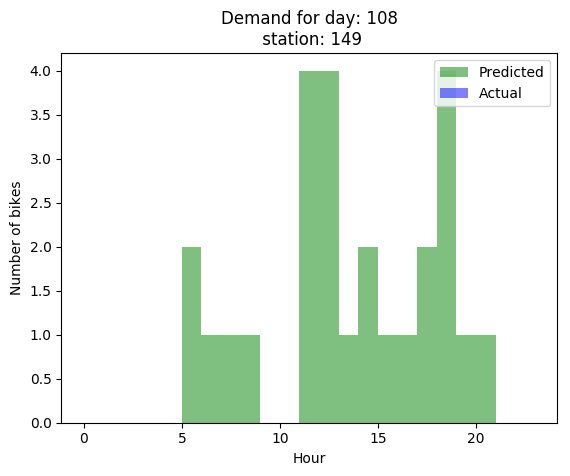 Demand for day: 108
station: 149
Predicted
Actual
4.0
3.5
3.0
2.5
2.0
1.5
1.0
0.5
0.0
Number of bikes
0 5 10 15 20
Hour